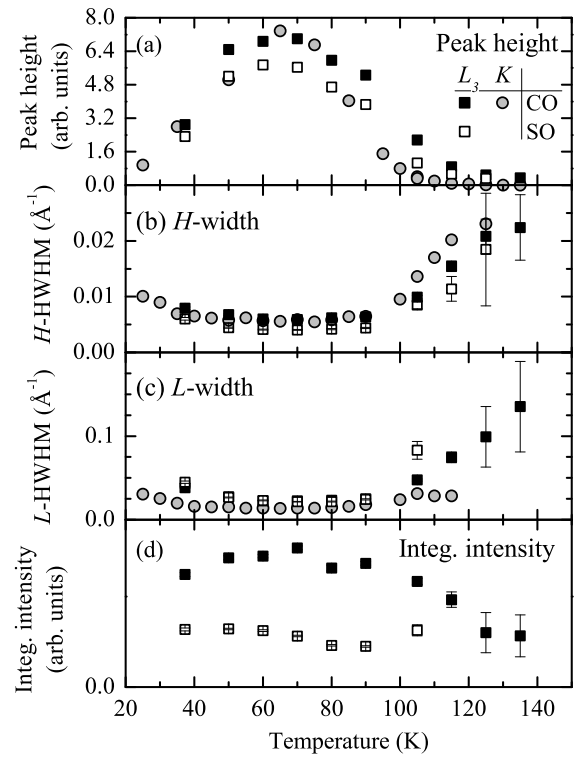 8.0
6.4
4.8
3.2
1.6
0.0
Peak height
(arb. units)
(a)
Peak height
L3 K
CO
SO
0.02
0.01
0.00
H-HWHM (Å-1)
(b) H-width
0.1
0.0
L-HWHM (Å-1)
(c) L-width
(d)
Integ. intensity
0.0
Integ. intensity
(arb. units)
20 40 60 80 100 120 140
Temperature (K)